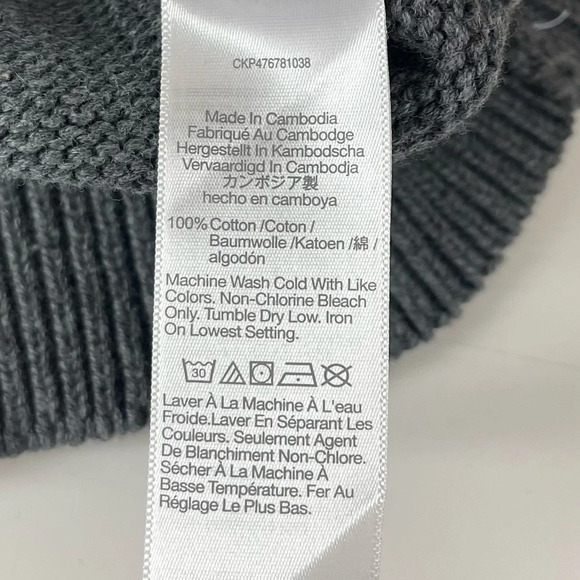 CKP476781038
Made In Cambodia
Fabriqué Au Cambodge
Hergestellt In Kambodscha
Vervaardigd In Cambodja
カンボジア製
hecho en camboya
100% Cotton /Coton /
Baumwolle /Katoen /綿 /
algodón
Machine Wash Cold With Like
Colors. Non-Chlorine Bleach
Only. Tumble Dry Low. Iron
On Lowest Setting.
30
Laver À La Machine À L'eau
Froide.Laver En Séparant Les
Couleurs. Seulement Agent
De Blanchiment Non-Chlore.
Sécher À La Machine À
Basse Température. Fer Au
Réglage Le Plus Bas.